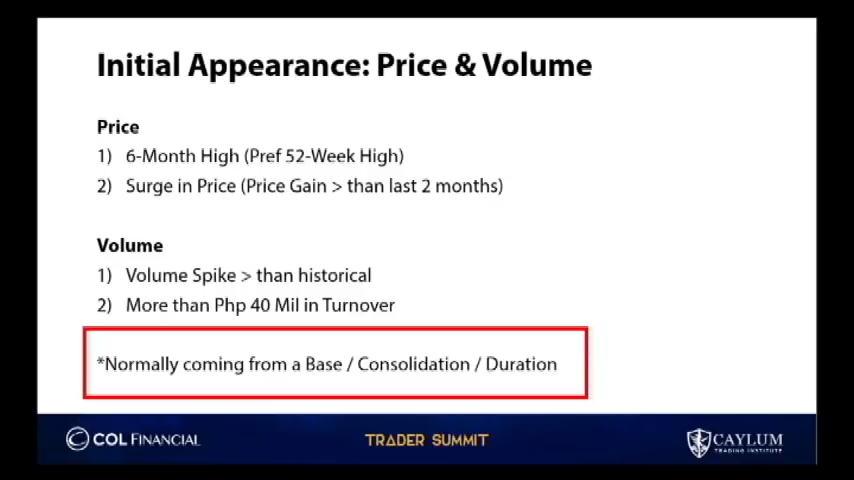 Initial Appearance: Price & Volume
Price
1) 6-Month High (Pref 52-Week High)
2) Surge in Price (Price Gain > than last 2 months)
Volume
1) Volume Spike > than historical
2) More than Php 40 Mil in Turnover
*Normally coming from a Base / Consolidation / Duration
COL FINANCIAL
TRADER SUMMIT
CAYLUM
TRADING INSTITUTE